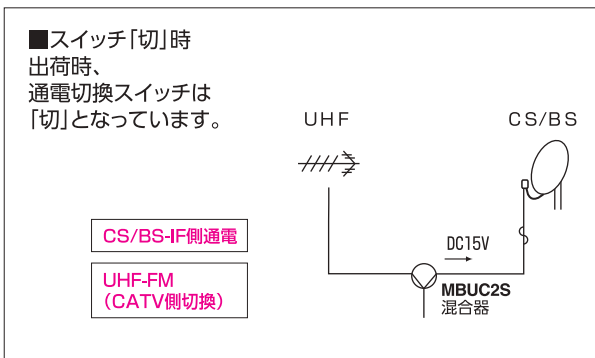 ■スイッチ「切」時
出荷時、
通電切換スイッチは
「切」となっています。
UHF
CS/BS
CS/BS-IF側通電
UHF-FM
（CATV側切換）
DC15V
MBUC2S
混合器